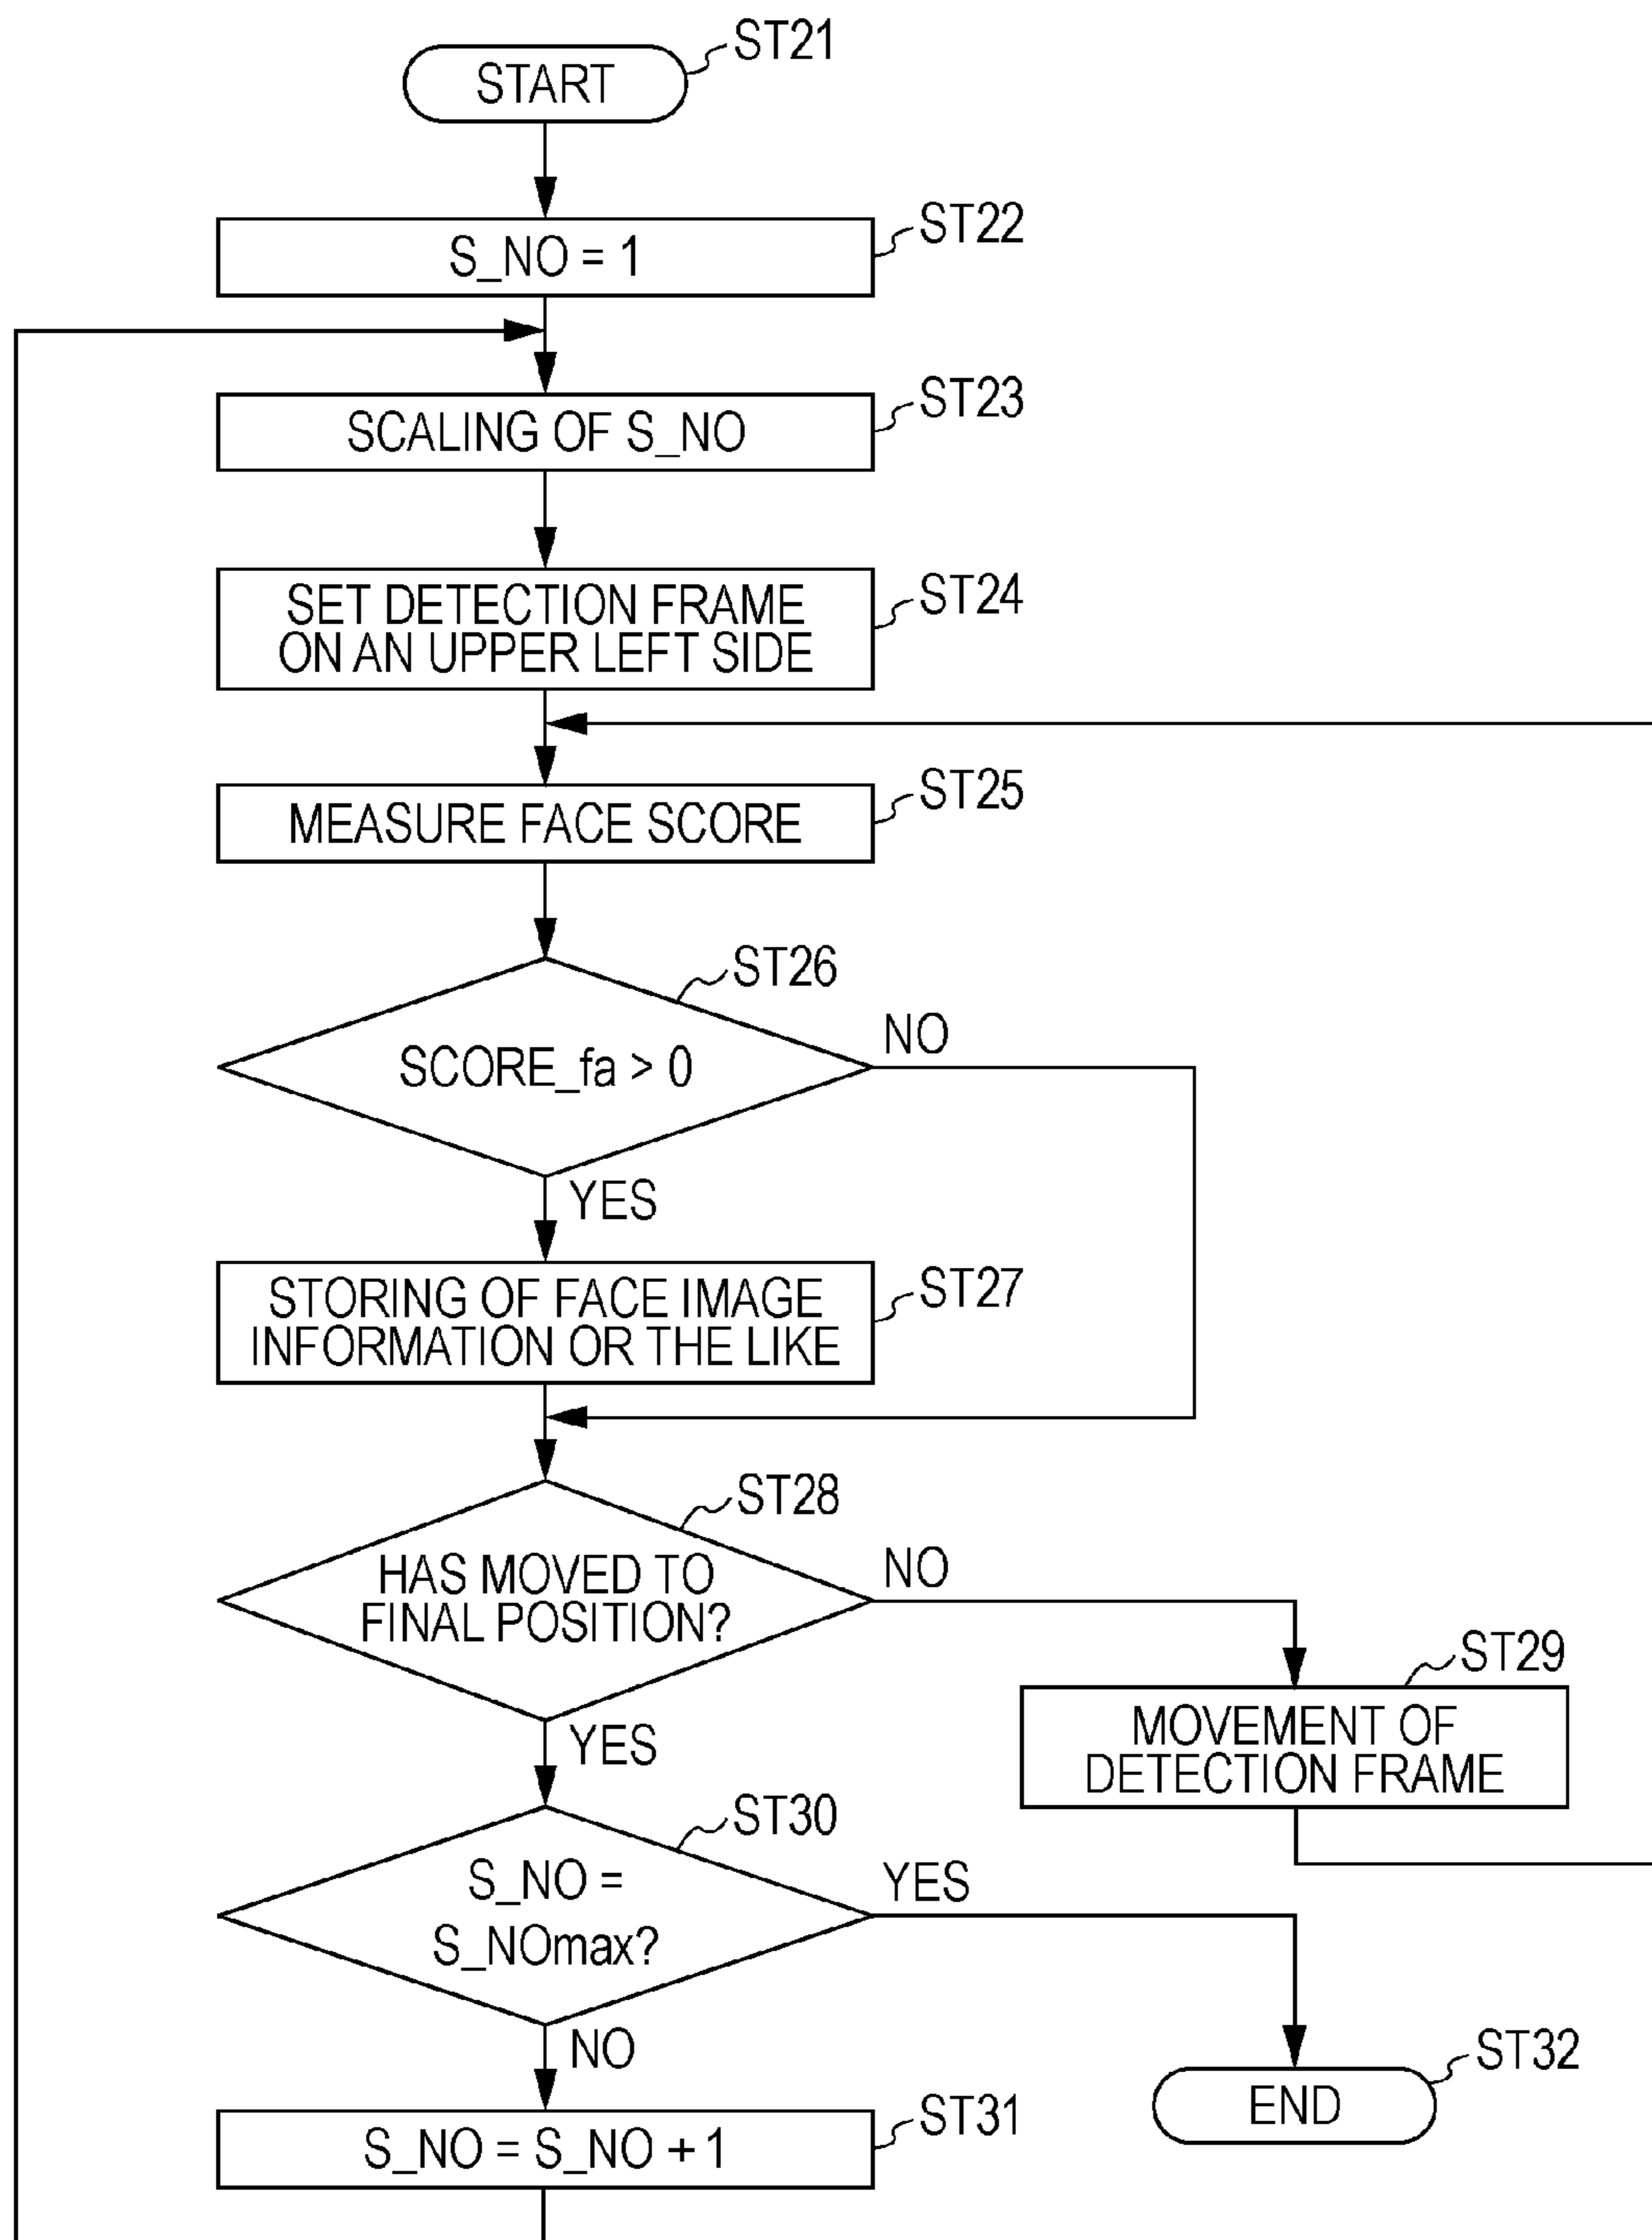 ST21
START
ST22
S_NO = 1
ST23
SCALING OF S_NO
ST24
SET DETECTION FRAME
ON AN UPPER LEFT SIDE
ST25
MEASURE FACE SCORE
ST26
NO
SCORE_fa > 0
YES
ST27
STORING OF FACE IMAGE
INFORMATION OR THE LIKE
ST28
NO
HAS MOVED TO
FINAL POSITION?
ST29
MOVEMENT OF
DETECTION FRAME
YES
ST30
YES
S_NO =
S_NOmax?
NO
ST32
END
ST31
S_NO = S_NO + 1